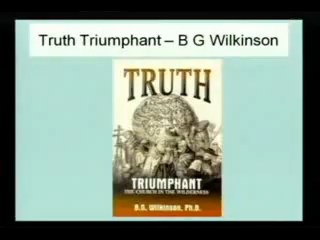 Truth Triumphant – B G Wilkinson
TRUTH
TRIUMPHANT
THE CHURCH IN THE WILDERNESS
B.G. Wilkinson, Ph.D.